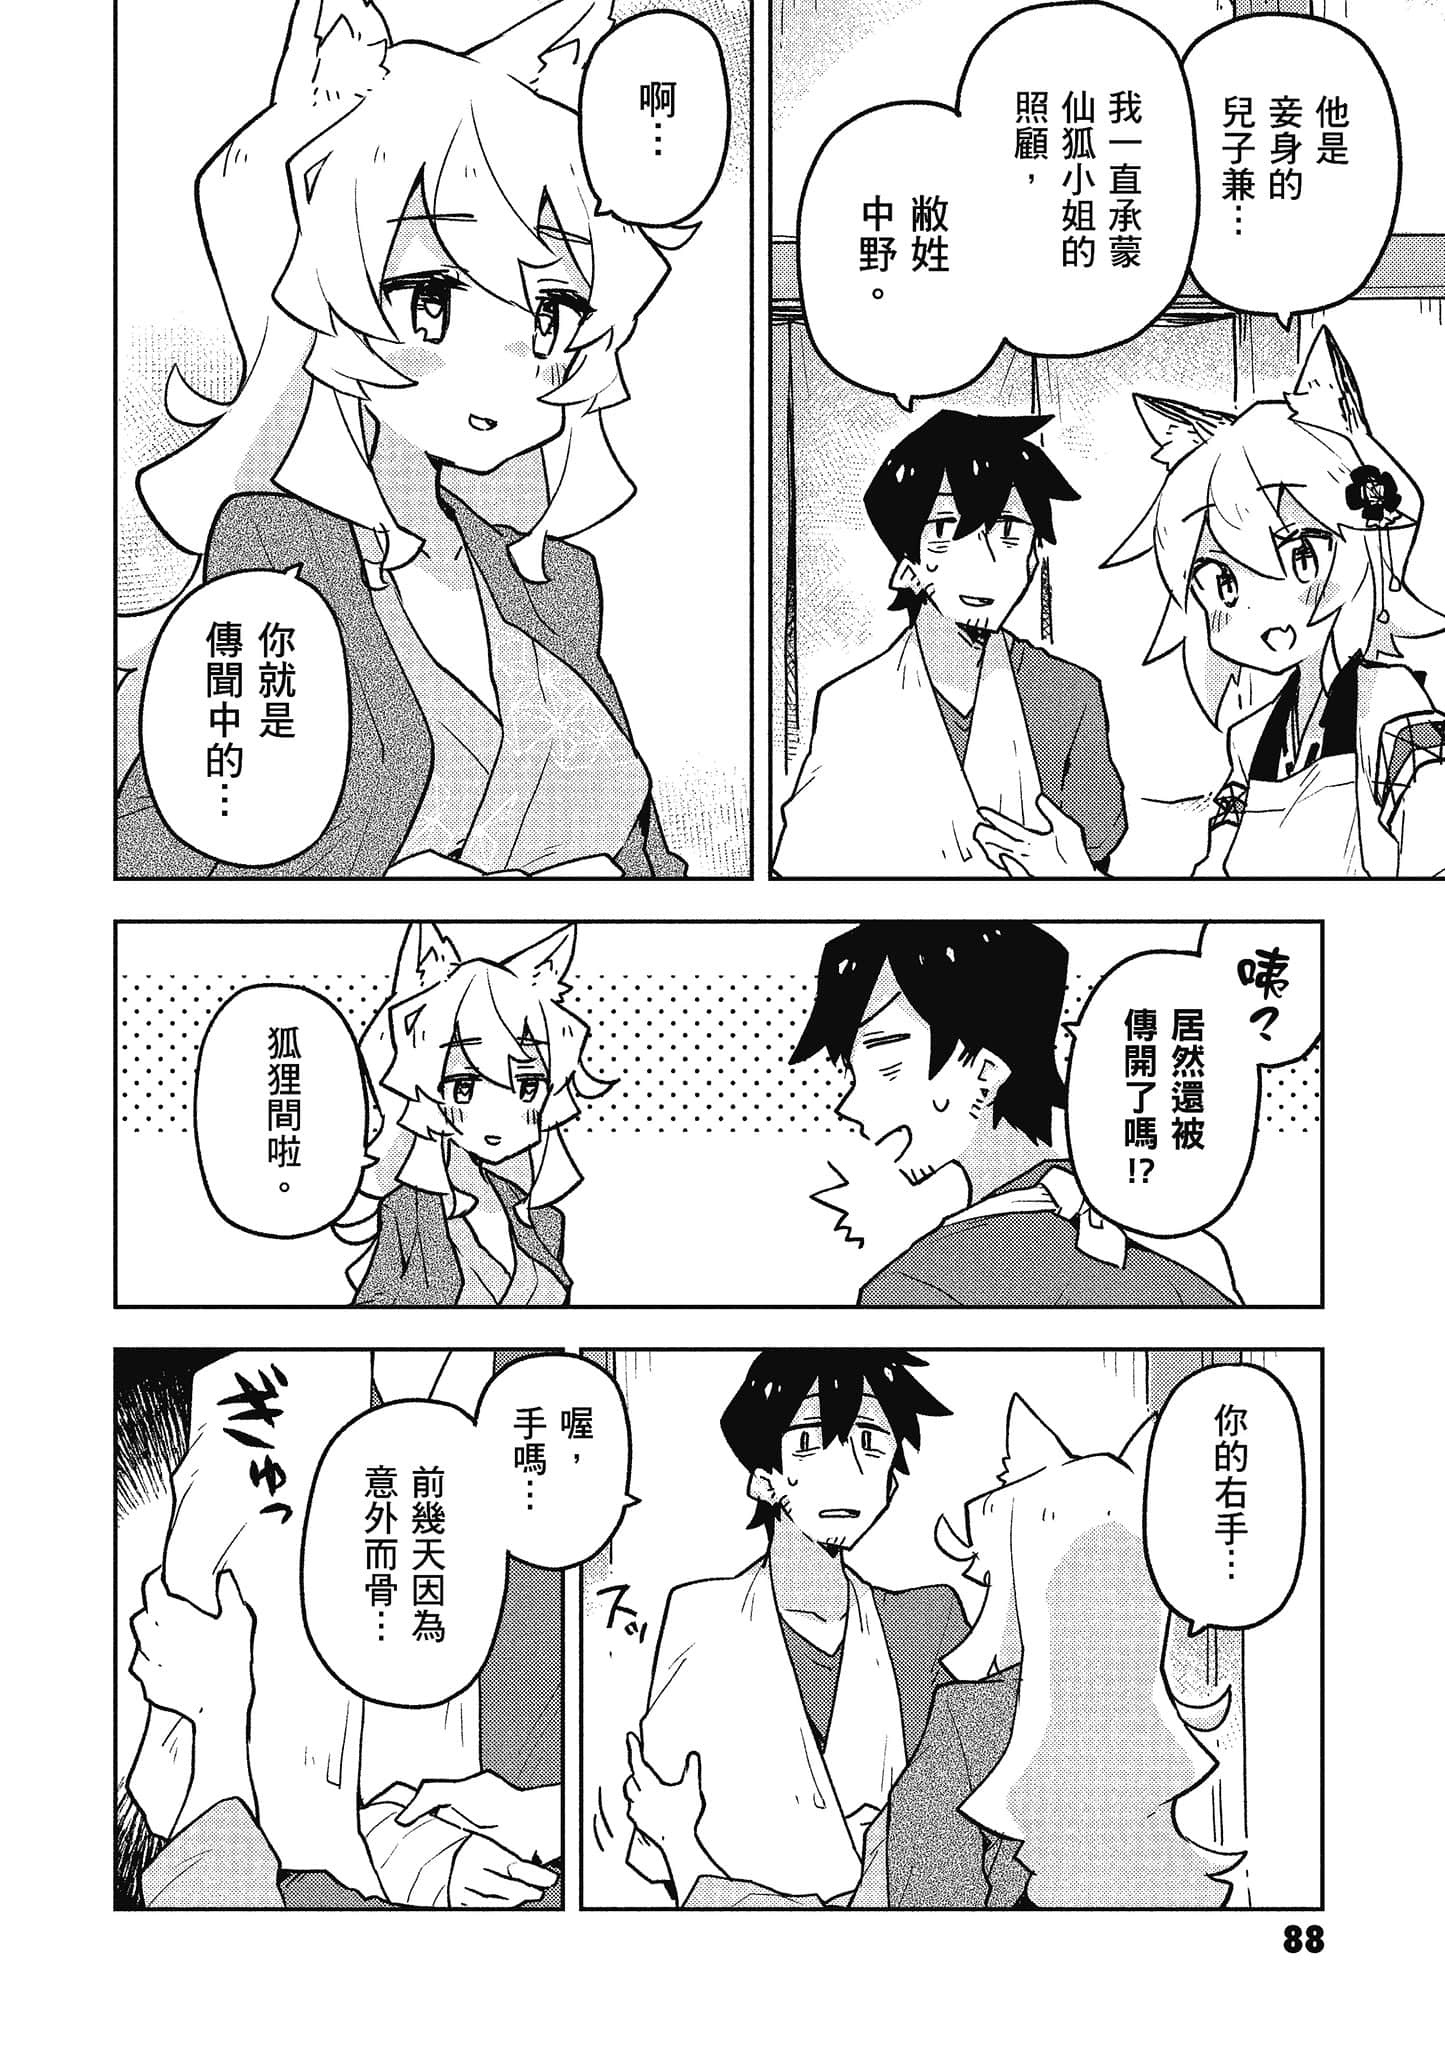 他是
妾身的
兒子兼…
我一直承蒙
仙狐小姐的
照顧，
敝姓
中野。
啊…
你就是
傳聞中的…
咦？
居然還被
傳開了嗎!?
狐狸間啦。
你的右手…
ズッ
喔，
手嗎…
前幾天因為
意外而骨…
ぎゅっ
88